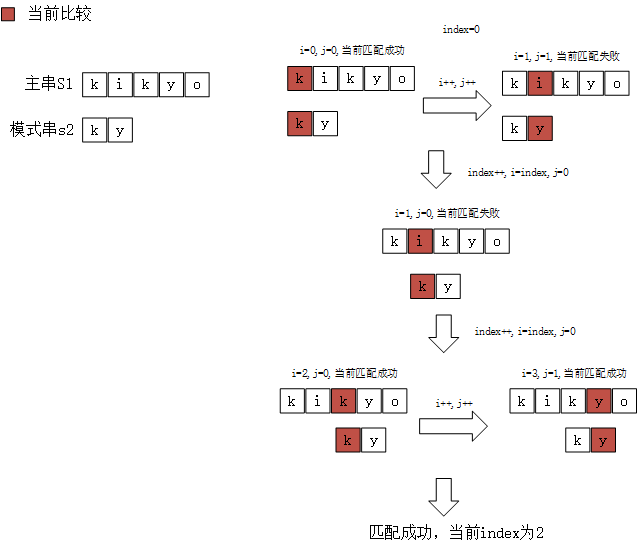 当前比较
index=0
i=0, j=0, 当前匹配成功
i=1, j=1, 当前匹配失败
主串S1
k i k y o
k i k y o
i++, j++
k i k y o
模式串s2
k y
k y
k y
index++, i=index, j=0
i=1, j=0, 当前匹配失败
k i k y o
k y
index++, i=index, j=0
i=2, j=0, 当前匹配成功
i=3, j=1, 当前匹配成功
k i k y o
i++, j++
k i k y o
k y
k y
匹配成功，当前index为2